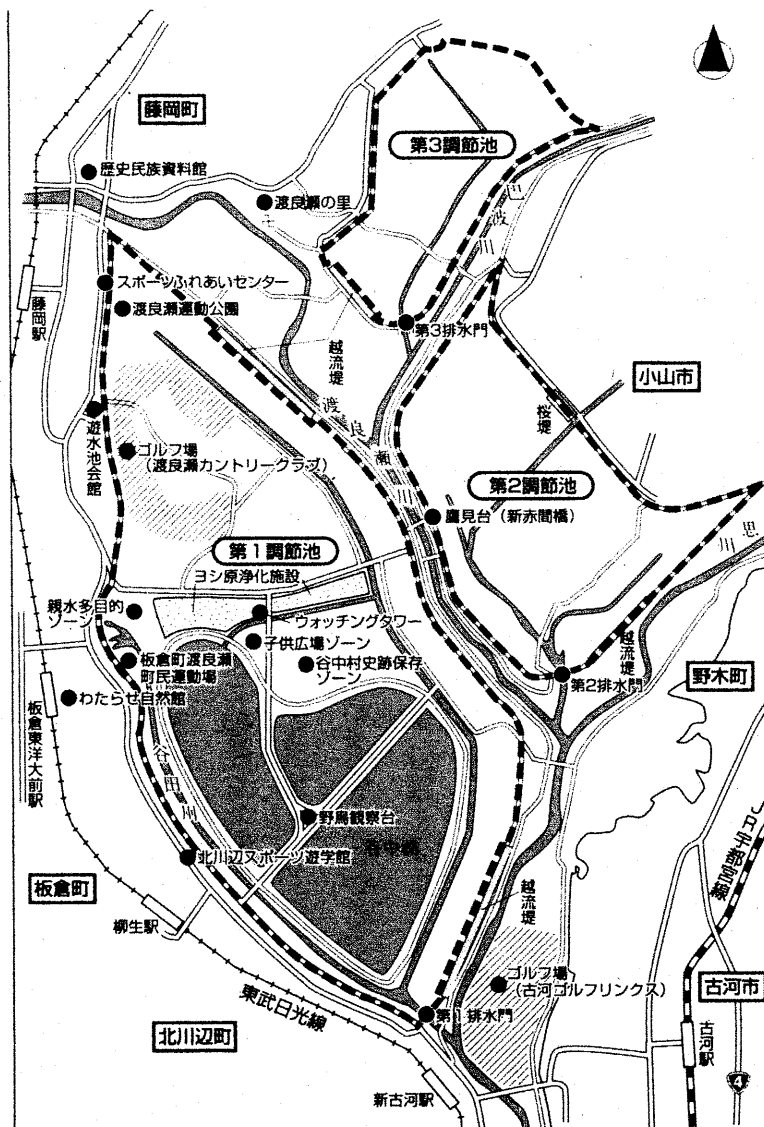 藤岡町
第3調節池
歴史民族資料館
渡良瀬の里
巴波川
スポーツふれあいセンター
渡良瀬運動公園
藤岡駅
第3排水門
越流堤
小山市
渡良瀬川
桜堤
遊水池会館
ゴルフ場
(渡良瀬カントリークラブ)
第2調節池
鷹見台(新赤間橋)
思川
第1調節池
ヨシ原浄化施設
親水多目的
ゾーン
ウォッチングタワー
子供広場ゾーン
越流堤
板倉町渡良瀬
町民運動場
谷中村史跡保存
ゾーン
野木町
第2排水門
わたらせ自然館
板倉東洋大前駅
谷田川
JR宇都宮線
野鳥観察台
谷中湖
北川辺スポーツ遊学館
板倉町
柳生駅
越流堤
ゴルフ場
(古河ゴルフリンクス)
古河市
第1排水門
東武日光線
北川辺町
古河駅
新古河駅
4